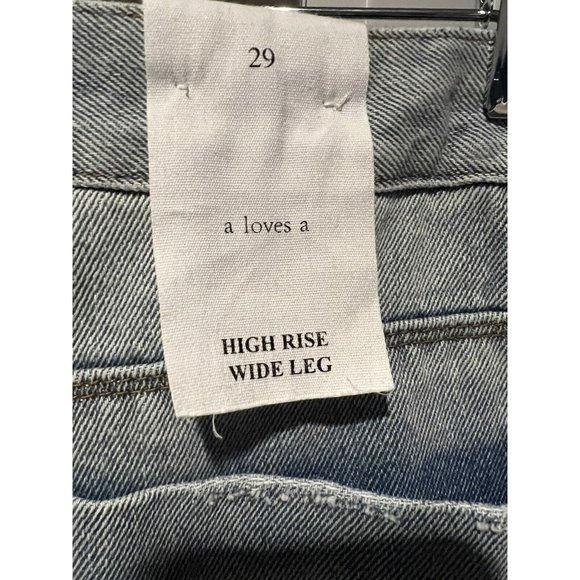 29
a loves a
HIGH RISE
WIDE LEG